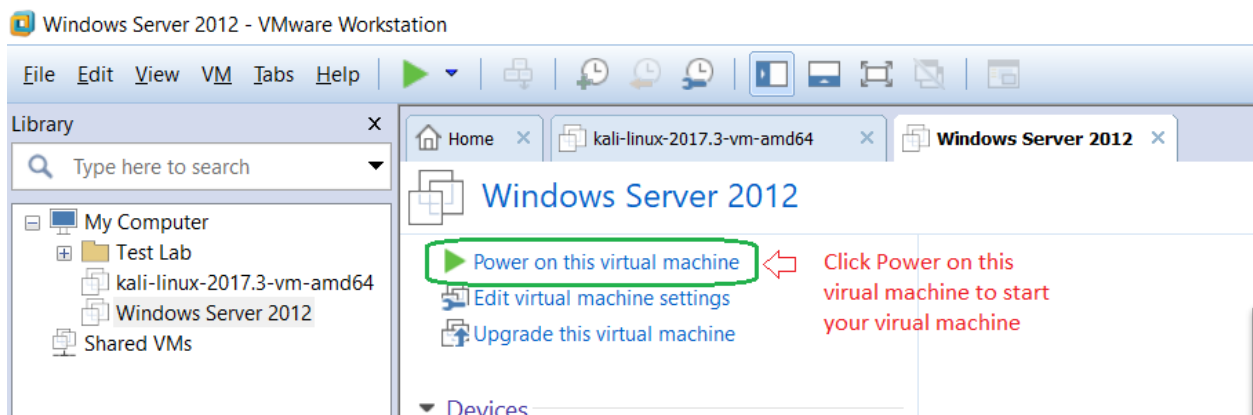 Windows Server 2012 - VMware Workstation
File Edit View VM Tabs Help
Library x
Type here to search
Home × kali-linux-2017.3-vm-amd64 × Windows Server 2012 ×
Windows Server 2012
My Computer
Test Lab
kali-linux-2017.3-vm-amd64
Windows Server 2012
Shared VMs
Power on this virtual machine
Edit virtual machine settings
Upgrade this virtual machine
Click Power on this
virual machine to start
your virual machine
Devices